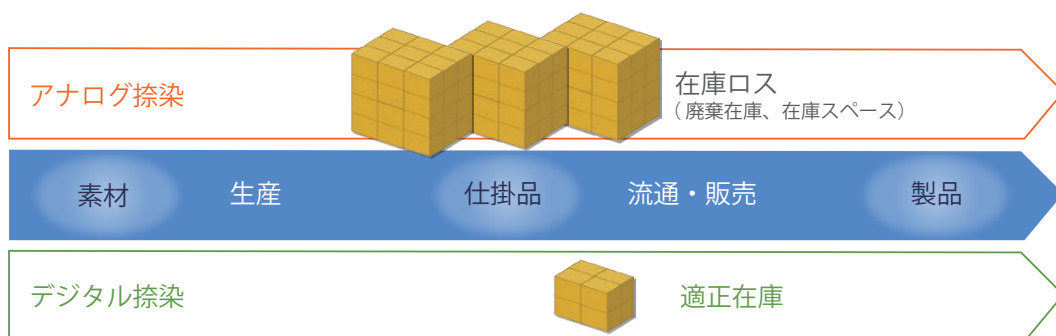 アナログ捺染
在庫ロス
（廃棄在庫、在庫スペース）
素材 生産 仕掛品 流通・販売 製品
デジタル捺染 適正在庫